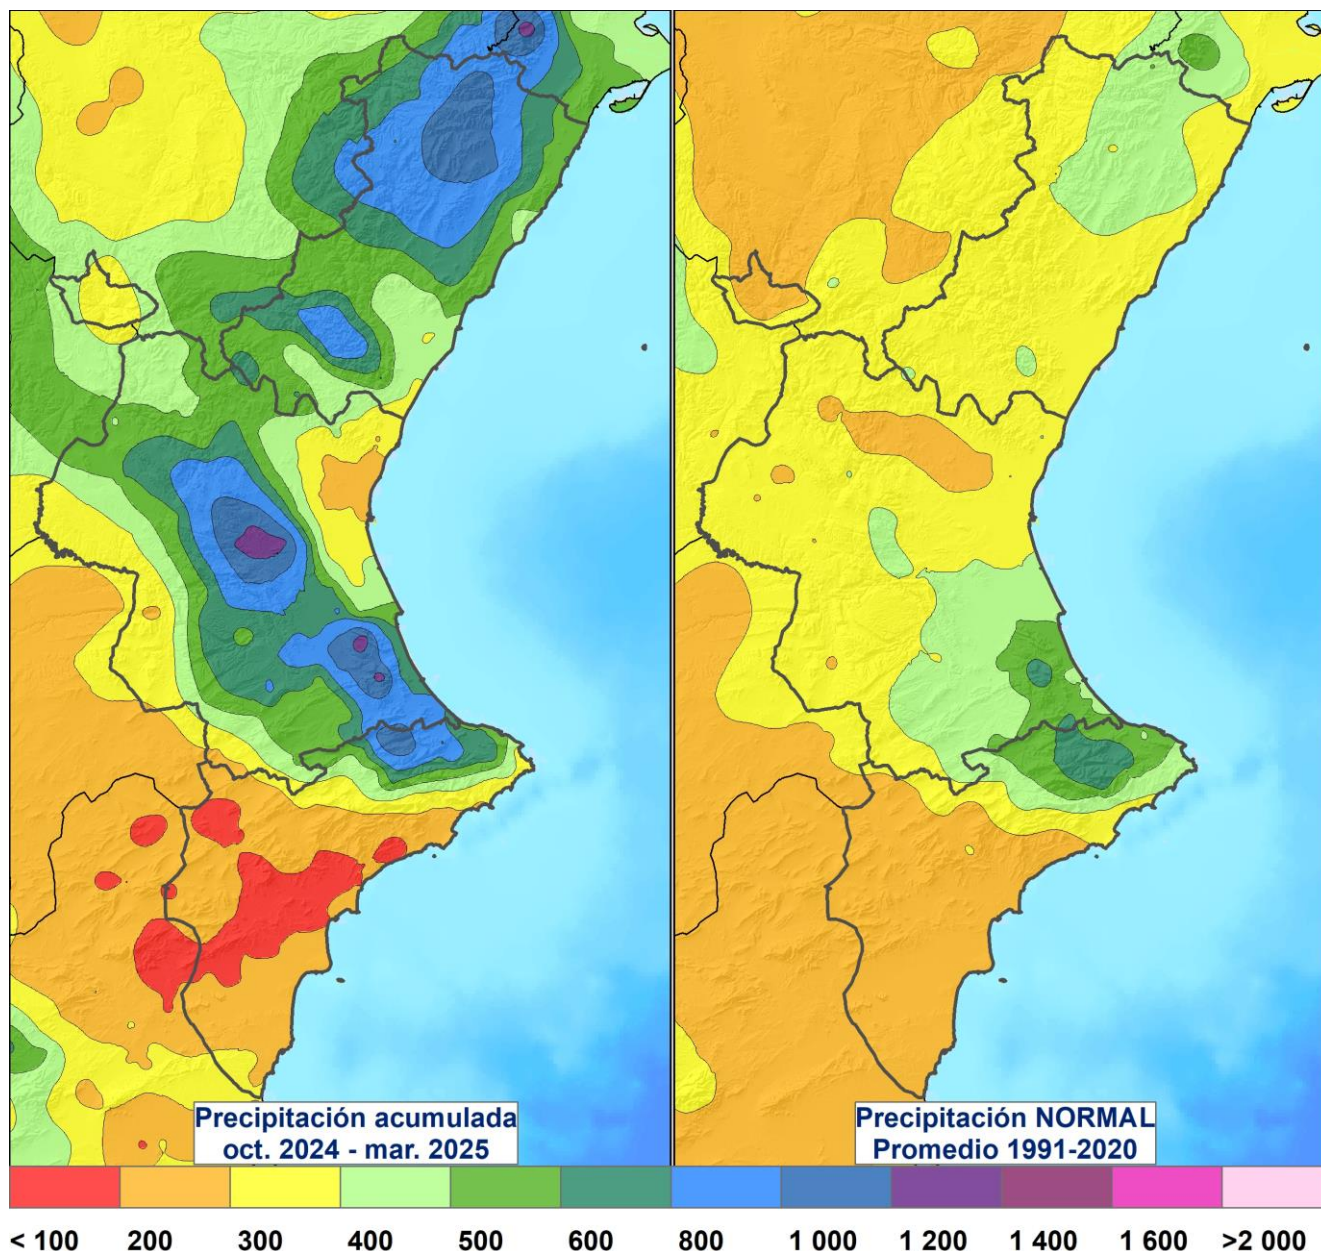 Precipitación acumulada
oct. 2024 - mar. 2025
Precipitación NORMAL
Promedio 1991-2020
< 100 200 300 400 500 600 800 1 000 1 200 1 400 1 600 >2 000